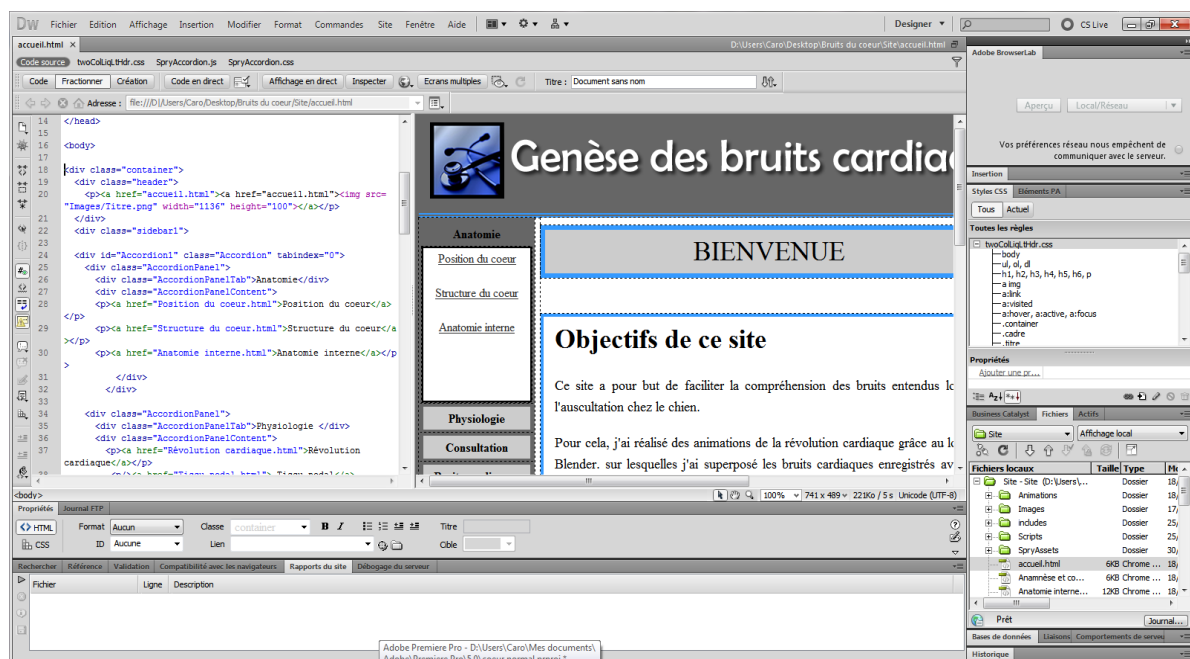 DW Fichier Edition Affichage Insertion Modifier Format Commandes Site Fenêtre Aide Designer CS Live
accueil.html × D:\Users\Caro\Desktop\Bruits du coeur\Site\accueil.html
Code source twoColLiqLtHdr.css SpryAccordion.js SpryAccordion.css
Code Fractionner Création Code en direct Affichage en direct Inspecter Ecrans multiples Titre : Document sans nom
Adresse : file:///D|/Users/Caro/Desktop/Bruits du coeur/Site/accueil.html
14 </head>
15
16 <body>
17
18 <div class="container">
19 <div class="header">
20 <p><a href="accueil.html"><a href="accueil.html"><img src=
"Images/Titre.png" width="1136" height="100"></a></p>
21 </div>
22 <div class="sidebar1">
23
24 <div id="Accordion1" class="Accordion" tabindex="0">
25 <div class="AccordionPanel">
26 <div class="AccordionPanelTab">Anatomie</div>
27 <div class="AccordionPanelContent">
28 <p><a href="Position du coeur.html">Position du coeur</a>
</p>
29 <p><a href="Structure du coeur.html">Structure du coeur</a
></p>
30 <p><a href="Anatomie interne.html">Anatomie interne</a></p
>
31 </div>
32 </div>
33
34 <div class="AccordionPanel">
35 <div class="AccordionPanelTab">Physiologie </div>
36 <div class="AccordionPanelContent">
37 <p><a href="Révolution cardiaque.html">Révolution
cardiaque</a></p>
Genèse des bruits cardiaq
Anatomie
Position du coeur
Structure du coeur
Anatomie interne
Physiologie
Consultation
BIENVENUE
Objectifs de ce site
Ce site a pour but de faciliter la compréhension des bruits entendus lo
l'auscultation chez le chien.
Pour cela, j'ai réalisé des animations de la révolution cardiaque grâce au lo
Blender. sur lesquelles j'ai superposé les bruits cardiaques enregistrés av
<body> 100% 741 x 489 221Ko / 5 s Unicode (UTF-8)
Propriétés Journal FTP
<> HTML Format Aucun Classe container B I Titre
CSS ID Aucune Lien Cible
Rechercher Référence Validation Compatibilité avec les navigateurs Rapports du site Débogage du serveur
Fichier Ligne Description
Adobe Premiere Pro - D:\Users\Caro\Mes documents\
Adobe BrowserLab
Aperçu Local/Réseau
Vos préférences réseau nous empêchent de
communiquer avec le serveur.
Insertion
Styles CSS Eléments PA
Tous Actuel
Toutes les règles
twoColLiqLtHdr.css
body
ul, ol, dl
h1, h2, h3, h4, h5, h6, p
a img
a:link
a:visited
a:hover, a:active, a:focus
.container
.cadre
.titre
Propriétés
Ajouter une pr...
Business Catalyst Fichiers Actifs
Site Affichage local
Fichiers locaux Taille Type
Site - Site (D:\Users\... Dossier 18/
Animations Dossier 18/
Images Dossier 17/
includes Dossier 25/
Scripts Dossier 25/
SpryAssets Dossier 30/
accueil.html 6KB Chrome ... 18/
Anamnèse et co... 6KB Chrome ... 18/
Anatomie interne... 12KB Chrome ... 18/
Prêt Journal...
Bases de données Liaisons Comportements de serveu
Historique